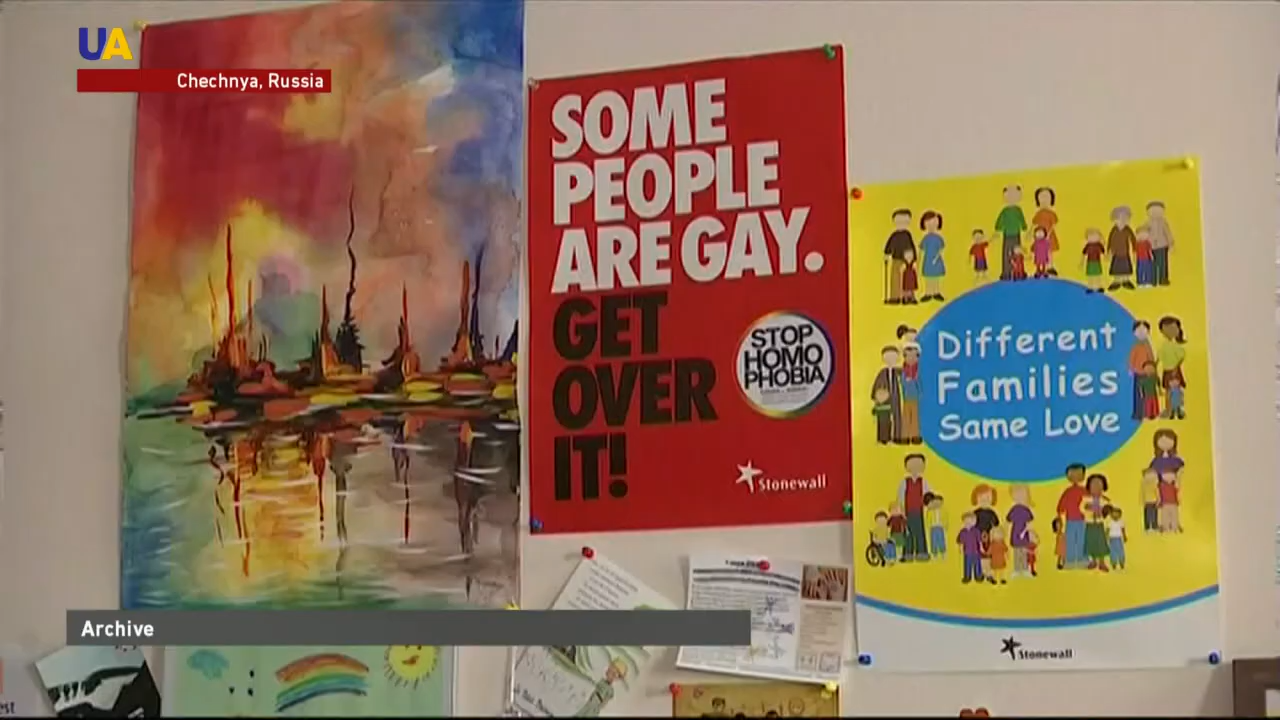 UA
Chechnya, Russia
SOME
PEOPLE
ARE GAY.
GET
OVER
IT!
STOP
HOMO
PHOBIA
Stonewall
Different
Families
Same Love
Stonewall
Archive